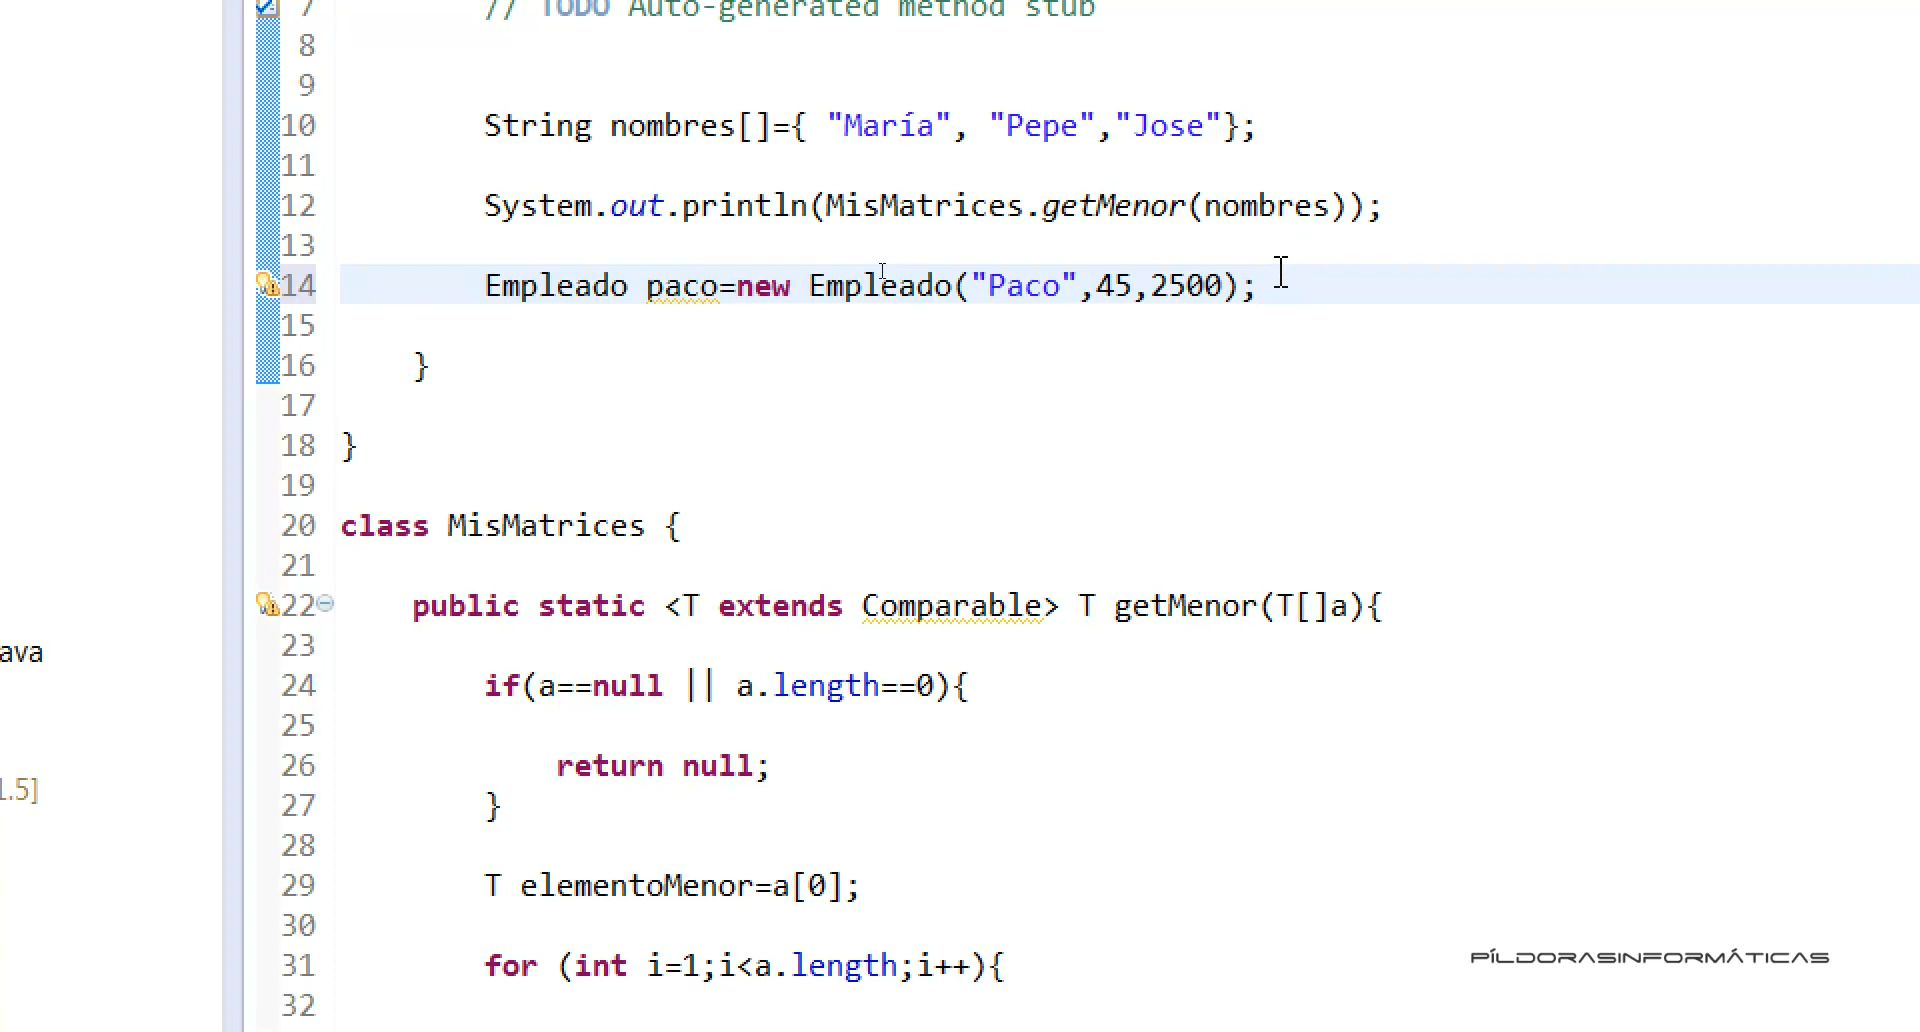 7 // TODO Auto-generated method stub
8
9
10 String nombres[]={ "María", "Pepe","Jose"};
11
12 System.out.println(MisMatrices.getMenor(nombres));
13
14 Empleado paco=new Empleado("Paco",45,2500);
15
16 }
17
18 }
19
20 class MisMatrices {
21
22 public static <T extends Comparable> T getMenor(T[]a){
23
ava
24 if(a==null || a.length==0){
25
26 return null;
1.5]
27 }
28
29 T elementoMenor=a[0];
30
31 for (int i=1;i<a.length;i++){
32
PÍLDORASINFORMÁTICAS